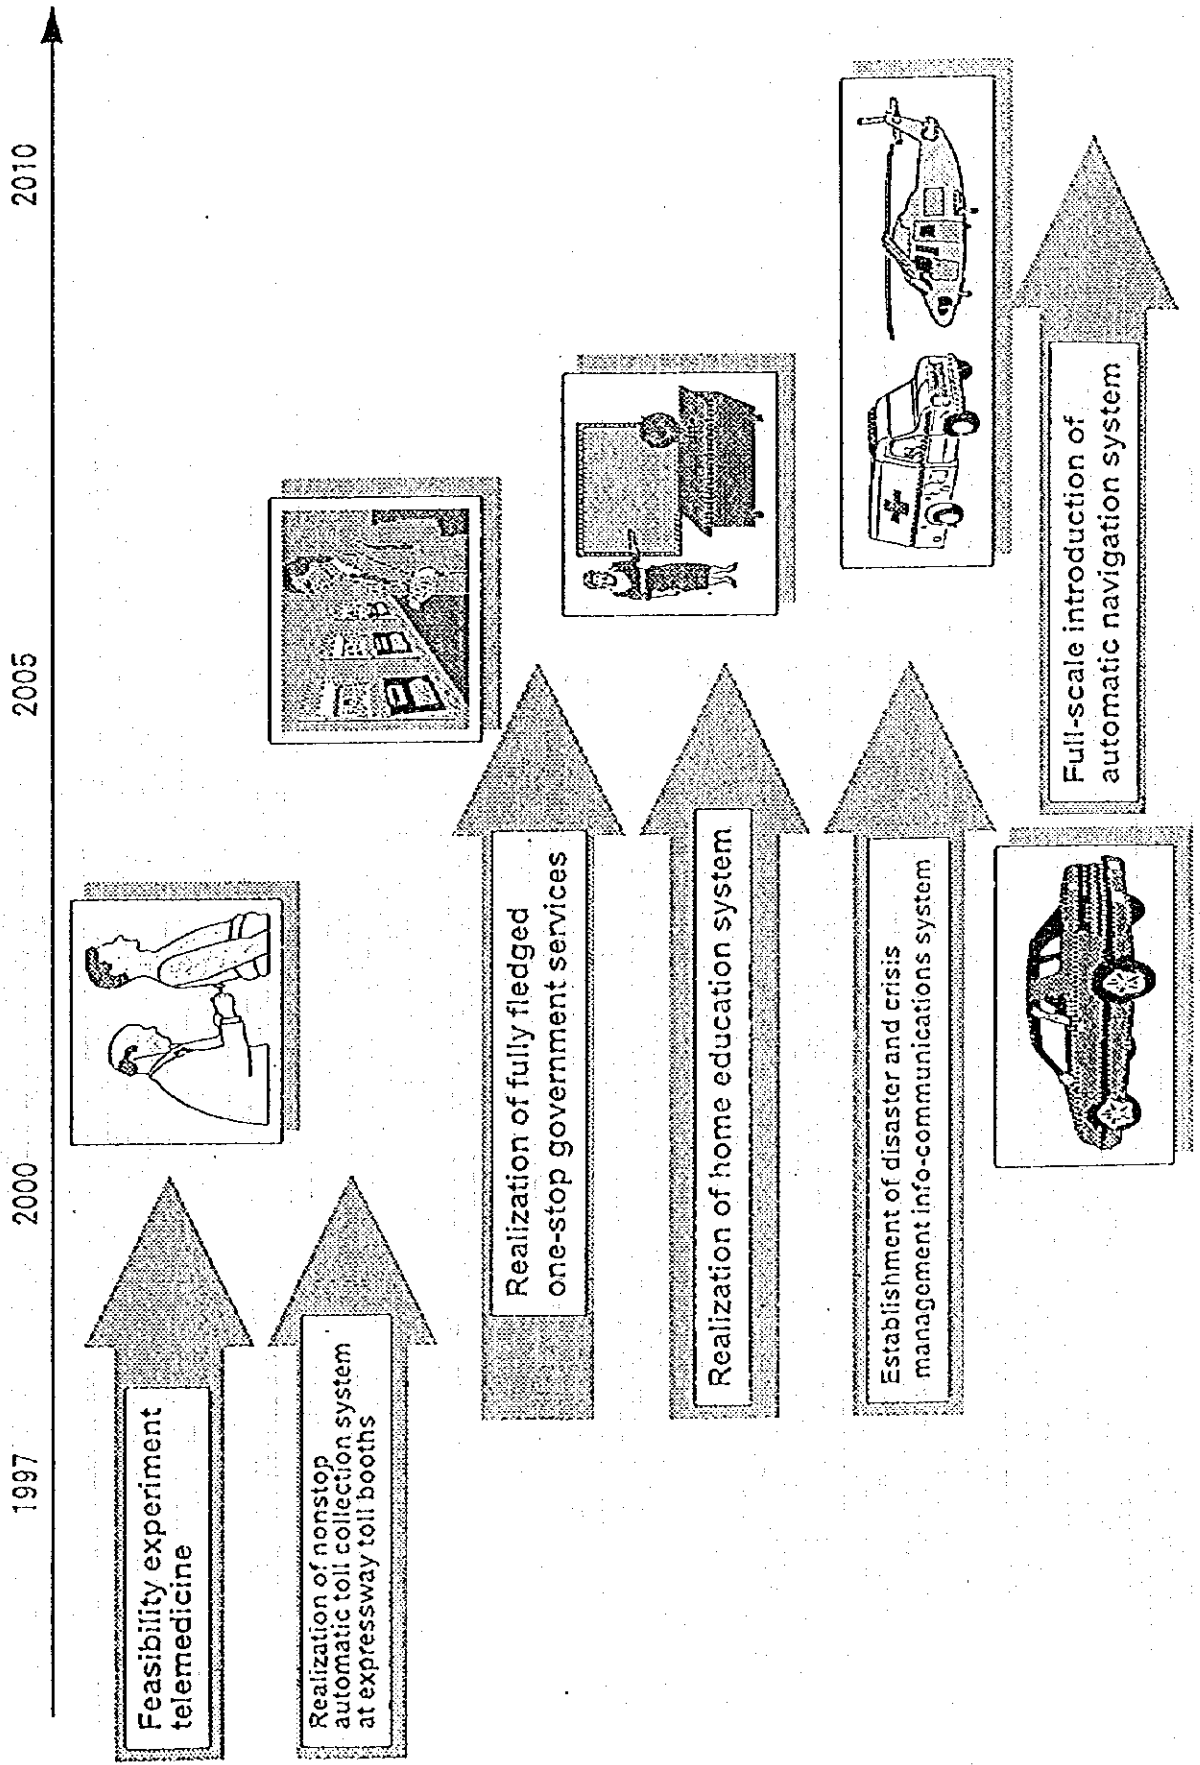 1997
2000
2005
2010
Feasibility experiment
telemedicine
Realization of nonstop
automatic toll collection system
at expressway toll booths
Realization of fully fledged
one-stop government services
Realization of home education system
Establishment of disaster and crisis
management info-communications system
Full-scale introduction of
automatic navigation system